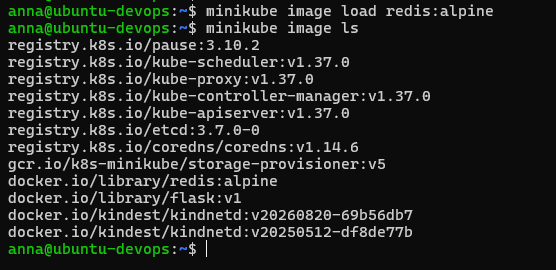 anna@ubuntu-devops:~$ minikube image load redis:alpine
anna@ubuntu-devops:~$ minikube image ls
registry.k8s.io/pause:3.10.2
registry.k8s.io/kube-scheduler:v1.37.0
registry.k8s.io/kube-proxy:v1.37.0
registry.k8s.io/kube-controller-manager:v1.37.0
registry.k8s.io/kube-apiserver:v1.37.0
registry.k8s.io/etcd:3.7.0-0
registry.k8s.io/coredns/coredns:v1.14.6
gcr.io/k8s-minikube/storage-provisioner:v5
docker.io/library/redis:alpine
docker.io/library/flask:v1
docker.io/kindest/kindnetd:v20260820-69b56db7
docker.io/kindest/kindnetd:v20250512-df8de77b
anna@ubuntu-devops:~$